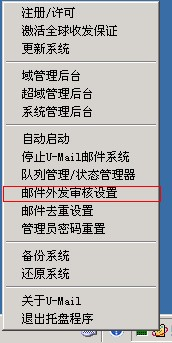 注册/许可
激活全球收发保证
更新系统
域管理后台
超域管理后台
系统管理后台
自动启动
停止U-Mail邮件系统
队列管理/状态管理器
邮件外发审核设置
邮件去重设置
管理员密码重置
备份系统
还原系统
关于U-Mail
退出托盘程序